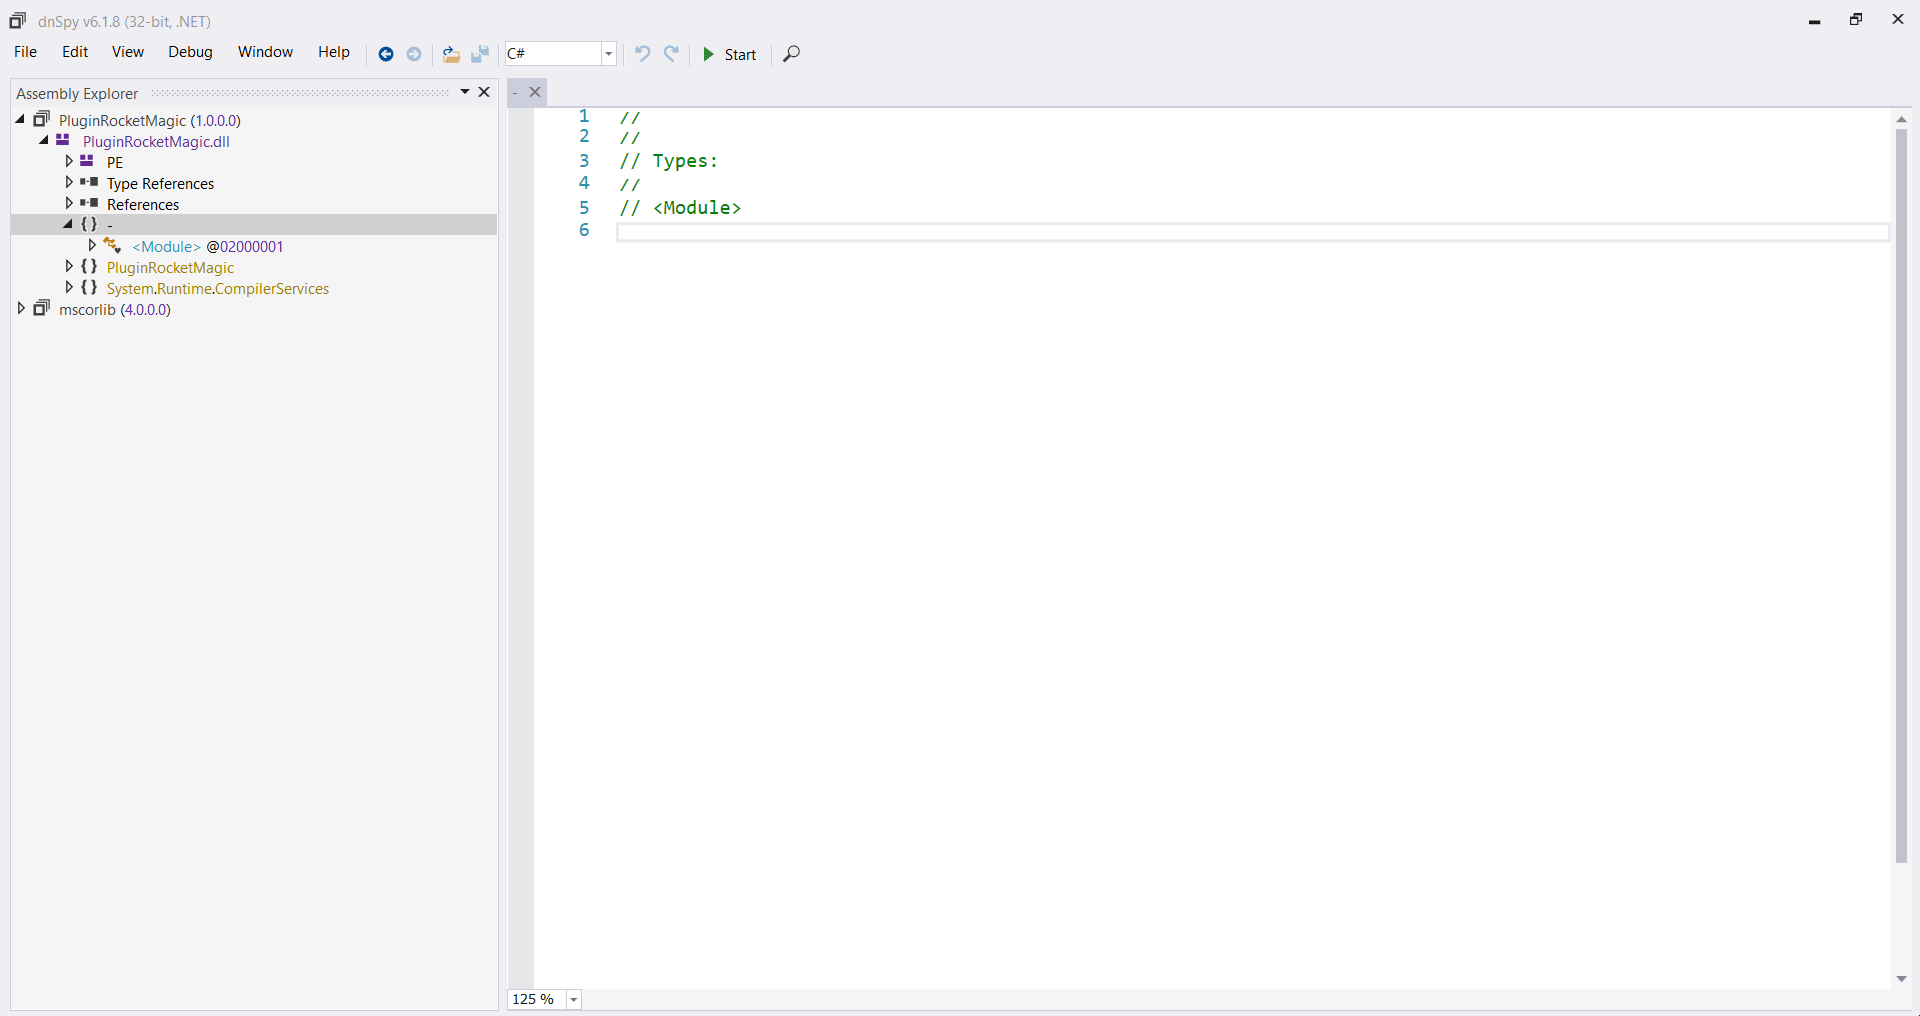 dnSpy v6.1.8 (32-bit, .NET)
File Edit View Debug Window Help C# Start
Assembly Explorer
PluginRocketMagic (1.0.0.0)
PluginRocketMagic.dll
PE
Type References
References
{ } -
<Module> @02000001
{ } PluginRocketMagic
{ } System.Runtime.CompilerServices
mscorlib (4.0.0.0)
-
1 //
2 //
3 // Types:
4 //
5 // <Module>
6
125 %